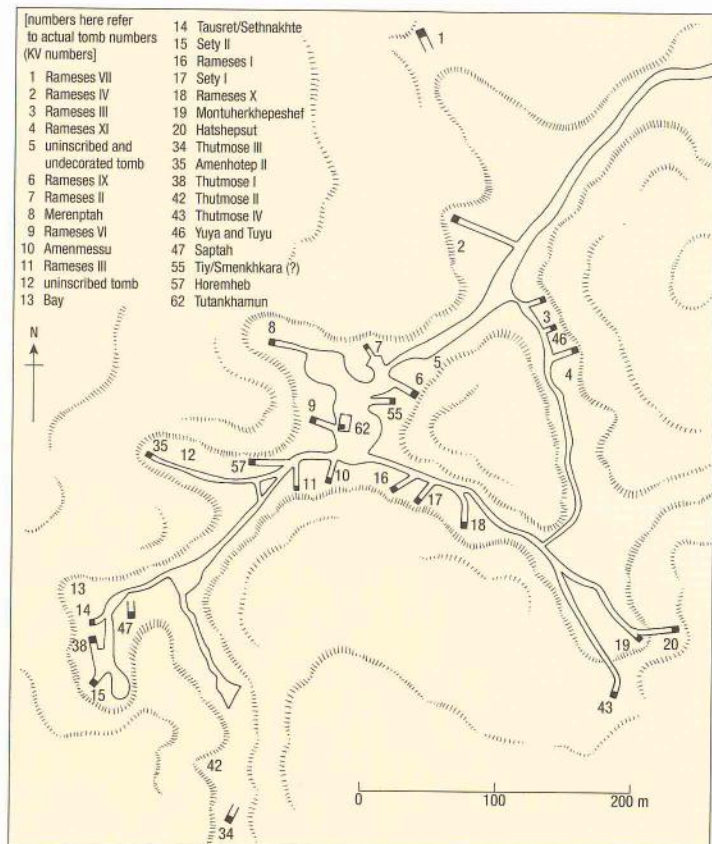 [numbers here refer
to actual tomb numbers
(KV numbers]
1 Rameses VII
2 Rameses IV
3 Rameses III
4 Rameses XI
5 uninscribed and
undecorated tomb
6 Rameses IX
7 Rameses II
8 Merenptah
9 Rameses VI
10 Amenmessu
11 Rameses III
12 uninscribed tomb
13 Bay
14 Tausret/Sethnakhte
15 Sety II
16 Rameses I
17 Sety I
18 Rameses X
19 Montuherkhepeshef
20 Hatshepsut
34 Thutmose III
35 Amenhotep II
38 Thutmose I
42 Thutmose II
43 Thutmose IV
46 Yuya and Tuyu
47 Saptah
55 Tiy/Smenkhkara (?)
57 Horemheb
62 Tutankhamun
N
1
2
3
46
4
8
7
5
6
55
9
62
35
12
57
11
10
16
17
18
13
14
47
38
15
19
20
43
42
34
0 100 200 m